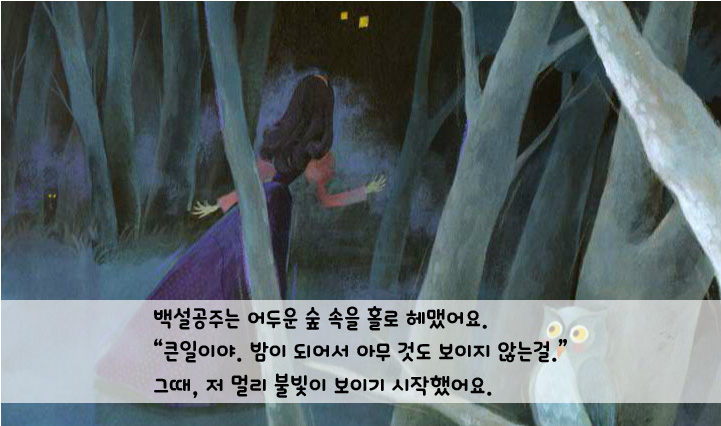 백설공주는 어두운 숲 속을 홀로 헤맸어요.
“큰일이야. 밤이 되어서 아무 것도 보이지 않는걸.”
그때, 저 멀리 불빛이 보이기 시작했어요.